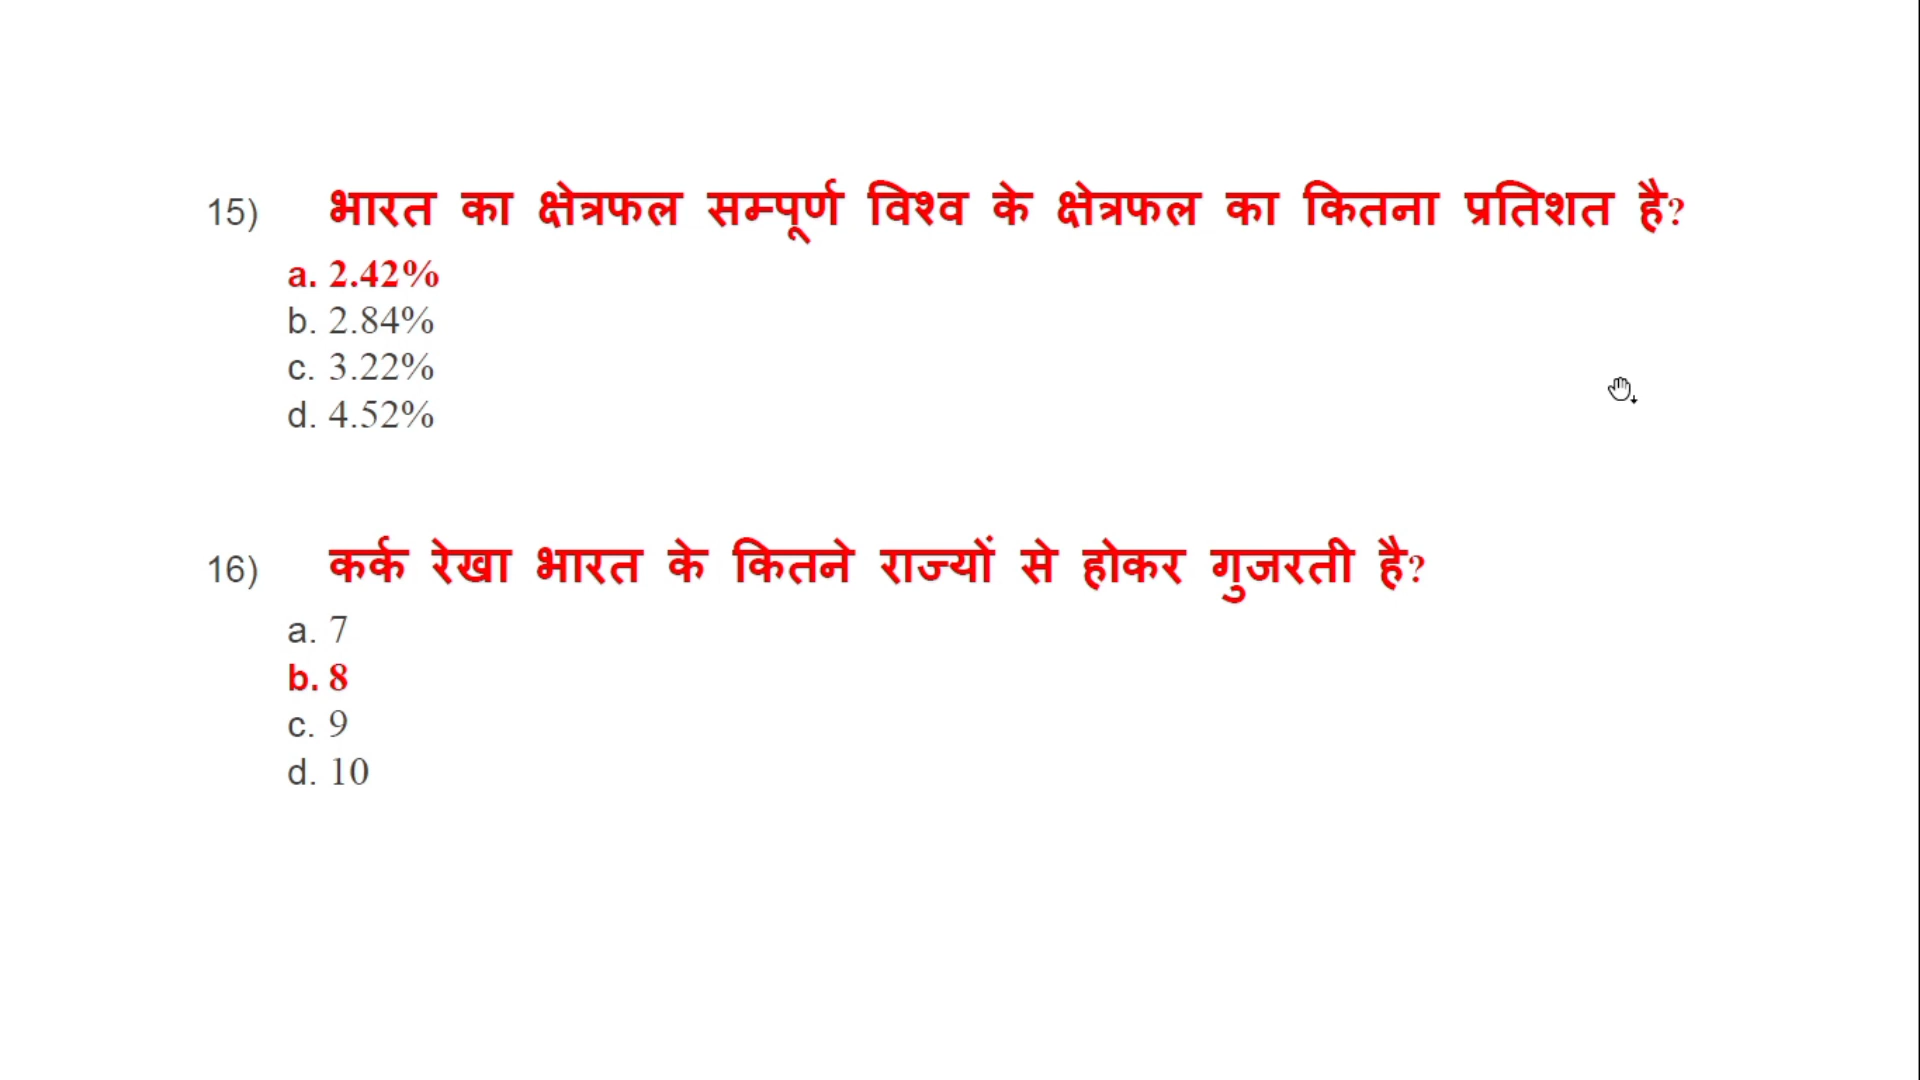 15) भारत का क्षेत्रफल सम्पूर्ण विश्व के क्षेत्रफल का कितना प्रतिशत है?
a. 2.42%
b. 2.84%
c. 3.22%
d. 4.52%
16) कर्क रेखा भारत के कितने राज्यों से होकर गुजरती है?
a. 7
b. 8
c. 9
d. 10